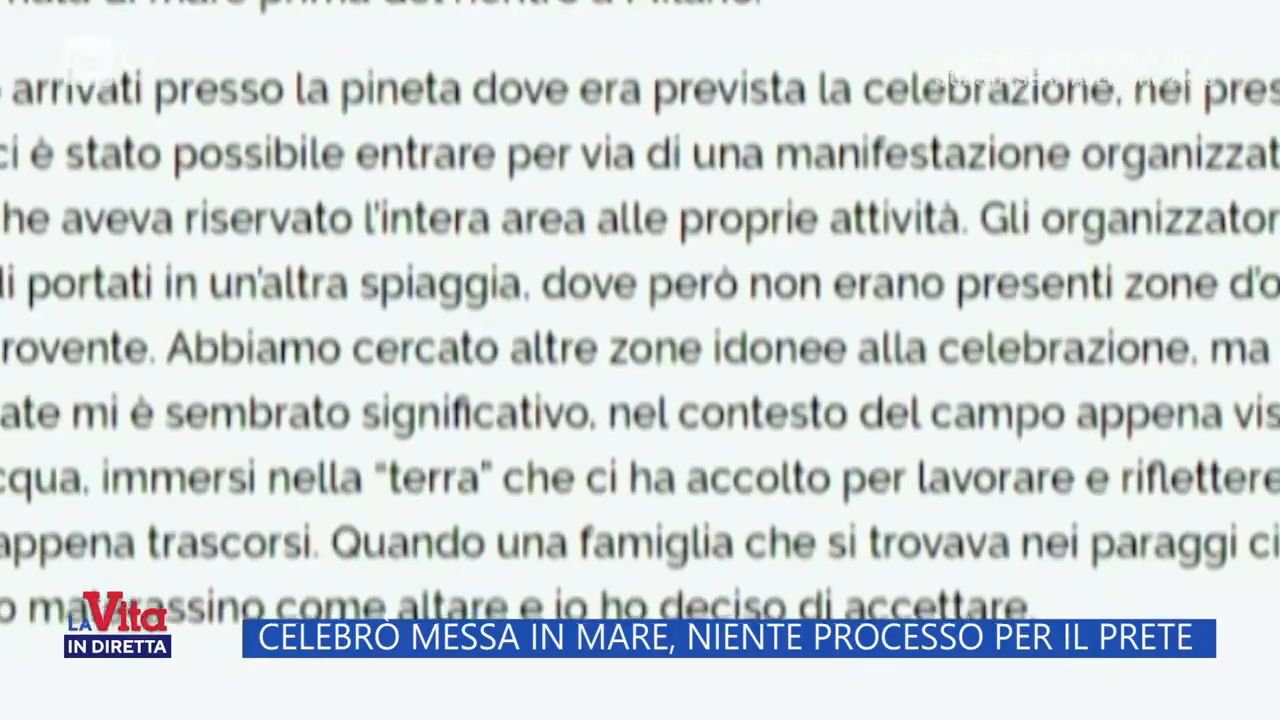 arrivati presso la pineta dove era prevista la celebrazione, nei pres
ci è stato possibile entrare per via di una manifestazione organizzat
he aveva riservato l'intera area alle proprie attività. Gli organizzator
li portati in un'altra spiaggia, dove però non erano presenti zone d'o
rovente. Abbiamo cercato altre zone idonee alla celebrazione, ma
ate mi è sembrato significativo, nel contesto del campo appena vis
cqua, immersi nella "terra" che ci ha accolto per lavorare e riflettere
appena trascorsi. Quando una famiglia che si trovava nei paraggi ci
come altare e io ho deciso di accettare.
LA Vita
IN DIRETTA
CELEBRÒ MESSA IN MARE, NIENTE PROCESSO PER IL PRETE